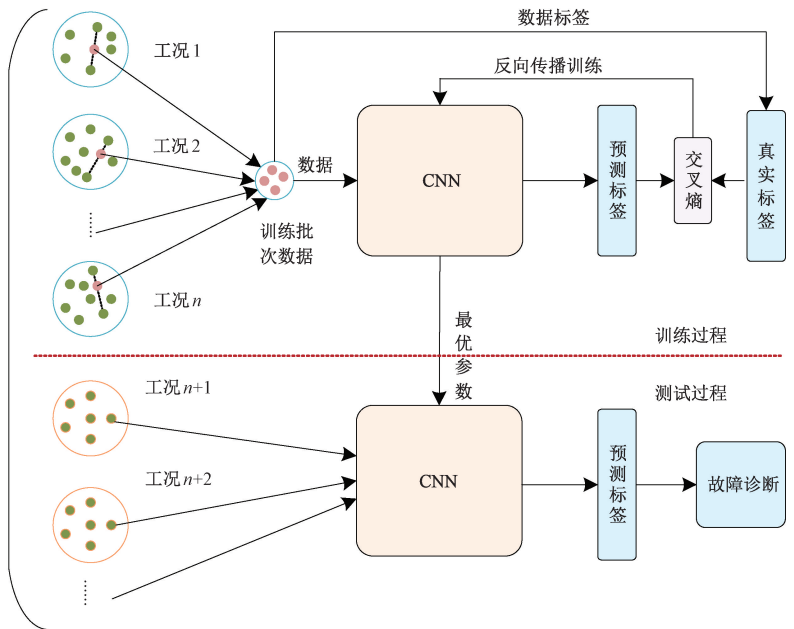 数据标签
工况 1
反向传播训练
工况 2
数据
CNN
预测标签
交叉熵
真实标签
训练批
次数据
工况 n
最优参数
训练过程
工况 n+1
测试过程
工况 n+2
CNN
预测标签
故障诊断